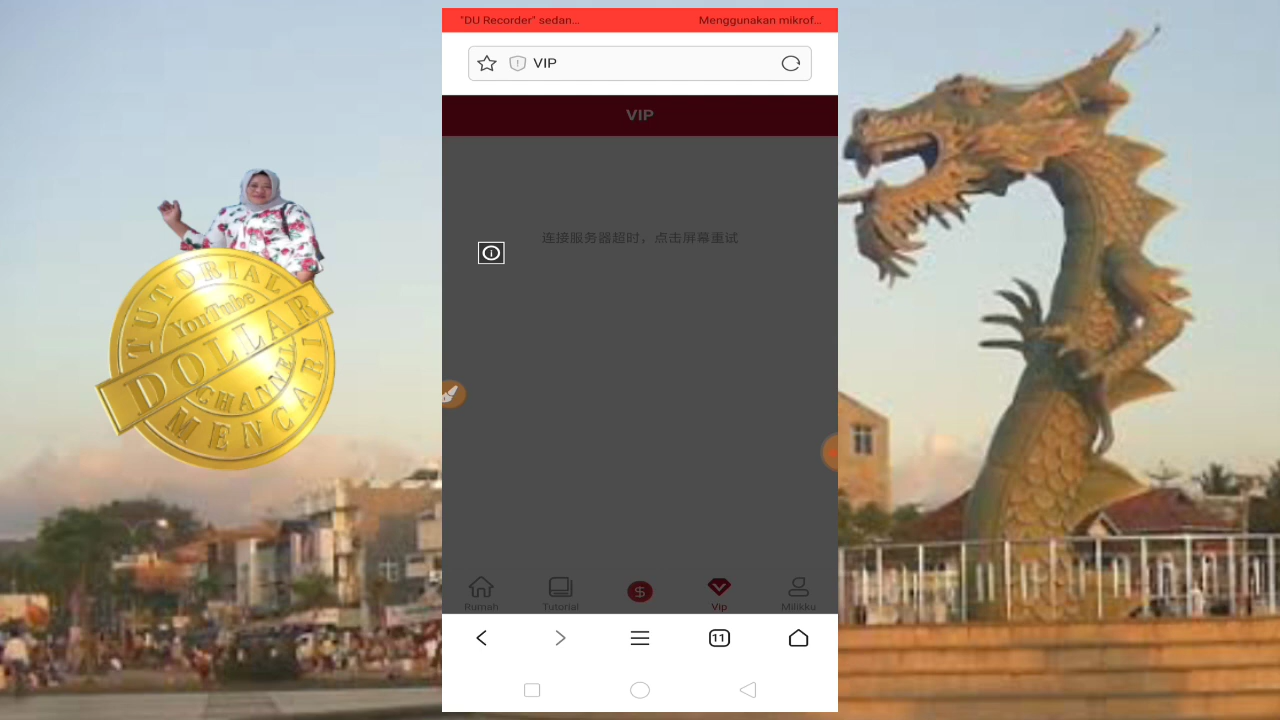 "DU Recorder" sedan...
Menggunakan mikrof...
VIP
VIP
连接服务器超时，点击屏幕重试
TUTORIAL
YouTube
DOLLAR
CHANNEL
MENCARI
Rumah
Tutorial
$
Vip
Milikku
11